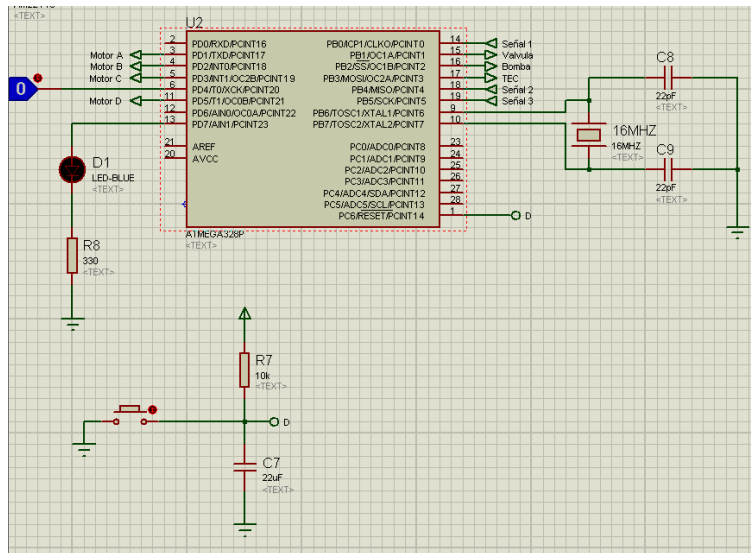 <TEXT>
U2
2
3
4
5
6
11
12
13
21
20
PD0/RXD/PCINT16
PD1/TXD/PCINT17
PD2/INT0/PCINT18
PD3/INT1/OC2B/PCINT19
PD4/T0/XCK/PCINT20
PD5/T1/OC0B/PCINT21
PD6/AIN0/OC0A/PCINT22
PD7/AIN1/PCINT23
AREF
AVCC
PB0/ICP1/CLKO/PCINT0
PB1/OC1A/PCINT1
PB2/SS/OC1B/PCINT2
PB3/MOSI/OC2A/PCINT3
PB4/MISO/PCINT4
PB5/SCK/PCINT5
PB6/TOSC1/XTAL1/PCINT6
PB7/TOSC2/XTAL2/PCINT7
PC0/ADC0/PCINT8
PC1/ADC1/PCINT9
PC2/ADC2/PCINT10
PC3/ADC3/PCINT11
PC4/ADC4/SDA/PCINT12
PC5/ADC5/SCL/PCINT13
PC6/RESET/PCINT14
14
15
16
17
18
19
9
10
23
24
25
26
27
28
1
ATMEGA328P
<TEXT>
Motor A
Motor B
Motor C
Motor D
0
Señal 1
Valvula
Bomba
TEC
Señal 2
Señal 3
D
C8
22pF
<TEXT>
16MHZ
16MHZ
<TEXT>
C9
22pF
<TEXT>
D1
LED-BLUE
<TEXT>
R8
330
<TEXT>
R7
10k
<TEXT>
D
C7
22uF
<TEXT>